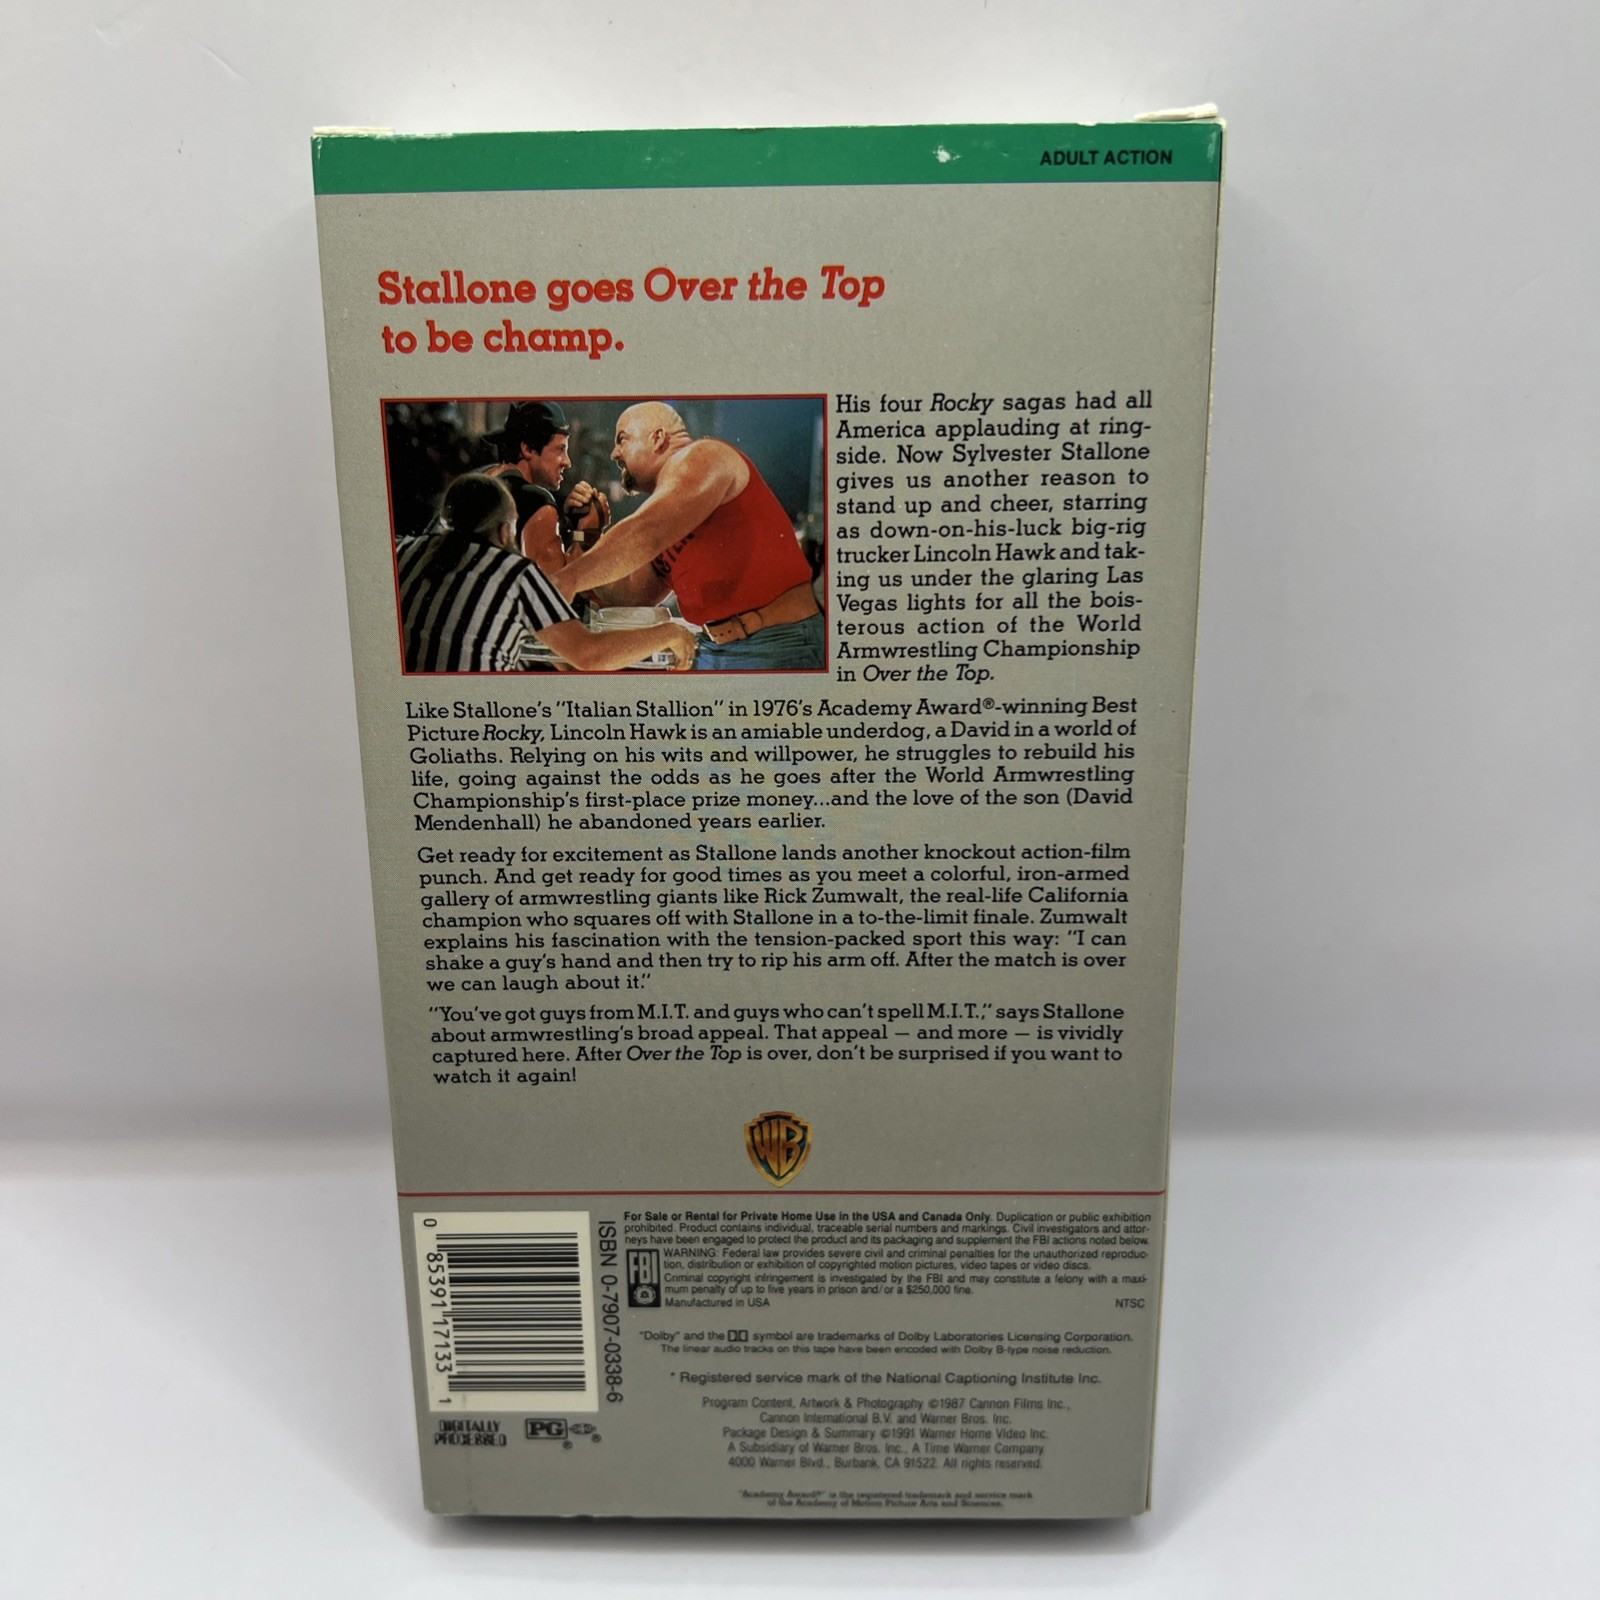 ADULT ACTION
Stallone goes Over the Top
to be champ.
His four Rocky sagas had all
America applauding at ring-
side. Now Sylvester Stallone
gives us another reason to
stand up and cheer, starring
as down-on-his-luck big-rig
trucker Lincoln Hawk and tak-
ing us under the glaring Las
Vegas lights for all the bois-
terous action of the World
Armwrestling Championship
in Over the Top.
Like Stallone's "Italian Stallion" in 1976's Academy Award®-winning Best
Picture Rocky, Lincoln Hawk is an amiable underdog, a David in a world of
Goliaths. Relying on his wits and willpower, he struggles to rebuild his
life, going against the odds as he goes after the World Armwrestling
Championship's first-place prize money...and the love of the son (David
Mendenhall) he abandoned years earlier.
Get ready for excitement as Stallone lands another knockout action-film
punch. And get ready for good times as you meet a colorful, iron-armed
gallery of armwrestling giants like Rick Zumwalt, the real-life California
champion who squares off with Stallone in a to-the-limit finale. Zumwalt
explains his fascination with the tension-packed sport this way: "I can
shake a guy's hand and then try to rip his arm off. After the match is over
we can laugh about it."
"You've got guys from M.I.T. and guys who can't spell M.I.T.," says Stallone
about armwrestling's broad appeal. That appeal — and more — is vividly
captured here. After Over the Top is over, don't be surprised if you want to
watch it again!
WB
0 85391 17133 1
ISBN 0-7907-0338-6
DIGITALLY
PROCESSED
PG ® ®
For Sale or Rental for Private Home Use in the USA and Canada Only. Duplication or public exhibition
prohibited. Product contains individual, traceable serial numbers and markings. Civil investigators and attor-
neys have been engaged to protect the product and its packaging and supplement the FBI actions noted below.
FBI
WARNING: Federal law provides severe civil and criminal penalties for the unauthorized reproduc-
tion, distribution or exhibition of copyrighted motion pictures, video tapes or video discs.
Criminal copyright infringement is investigated by the FBI and may constitute a felony with a maxi-
mum penalty of up to five years in prison and/or a $250,000 fine.
Manufactured in USA NTSC
"Dolby" and the symbol are trademarks of Dolby Laboratories Licensing Corporation.
The linear audio tracks on this tape have been encoded with Dolby B-type noise reduction.
* Registered service mark of the National Captioning Institute Inc.
Program Content, Artwork & Photography ©1987 Cannon Films Inc.,
Cannon International B.V. and Warner Bros. Inc.
Package Design & Summary ©1991 Warner Home Video Inc.
A Subsidiary of Warner Bros. Inc., A Time Warner Company
4000 Warner Blvd., Burbank, CA 91522. All rights reserved.
"Academy Award®" is the registered trademark and service mark
of the Academy of Motion Picture Arts and Sciences.